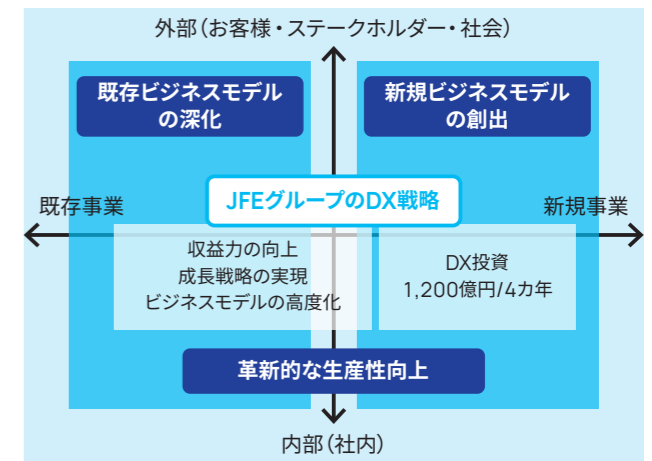 外部（お客様・ステークホルダー・社会）
既存ビジネスモデル
の深化
新規ビジネスモデル
の創出
JFEグループのDX戦略
既存事業
新規事業
収益力の向上
成長戦略の実現
ビジネスモデルの高度化
DX投資
1,200億円/4カ年
革新的な生産性向上
内部（社内）